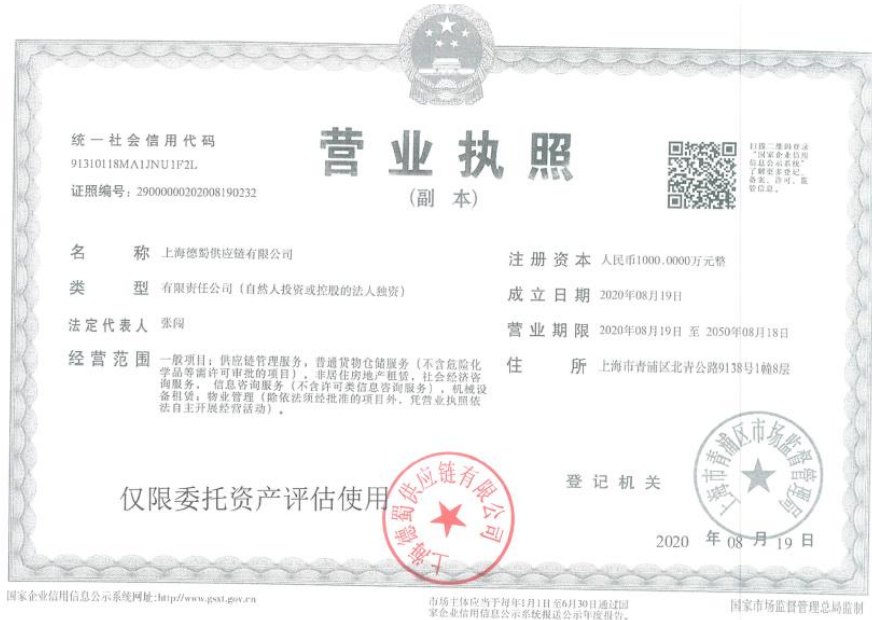 统一社会信用代码
91310118MA1JNU1F2L
证照编号：29000000202008190232
营业执照
（副 本）
扫描二维码登录
“国家企业信用
信息公示系统”
了解更多登记、
备案、许可、监
管信息。
名 称 上海德蜀供应链有限公司
类 型 有限责任公司（自然人投资或控股的法人独资）
法定代表人 张闯
经营范围 一般项目：供应链管理服务，普通货物仓储服务（不含危险化
学品等需许可审批的项目），非居住房地产租赁，社会经济咨
询服务， 信息咨询服务（不含许可类信息咨询服务），机械设
备租赁；物业管理（除依法须经批准的项目外，凭营业执照依
法自主开展经营活动）。
注册资本 人民币1000.0000万元整
成立日期 2020年08月19日
营业期限 2020年08月19日 至 2050年08月18日
住 所 上海市青浦区北青公路9138号1幢8层
仅限委托资产评估使用
上海德蜀供应链有限公司
登记机关
上海市青浦区市场监督管理局
2020 年 08 月 19 日
国家企业信用信息公示系统网址:http://www.gsxt.gov.cn
市场主体应当于每年1月1日至6月30日通过国
家企业信用信息公示系统报送公示年度报告。
国家市场监督管理总局监制